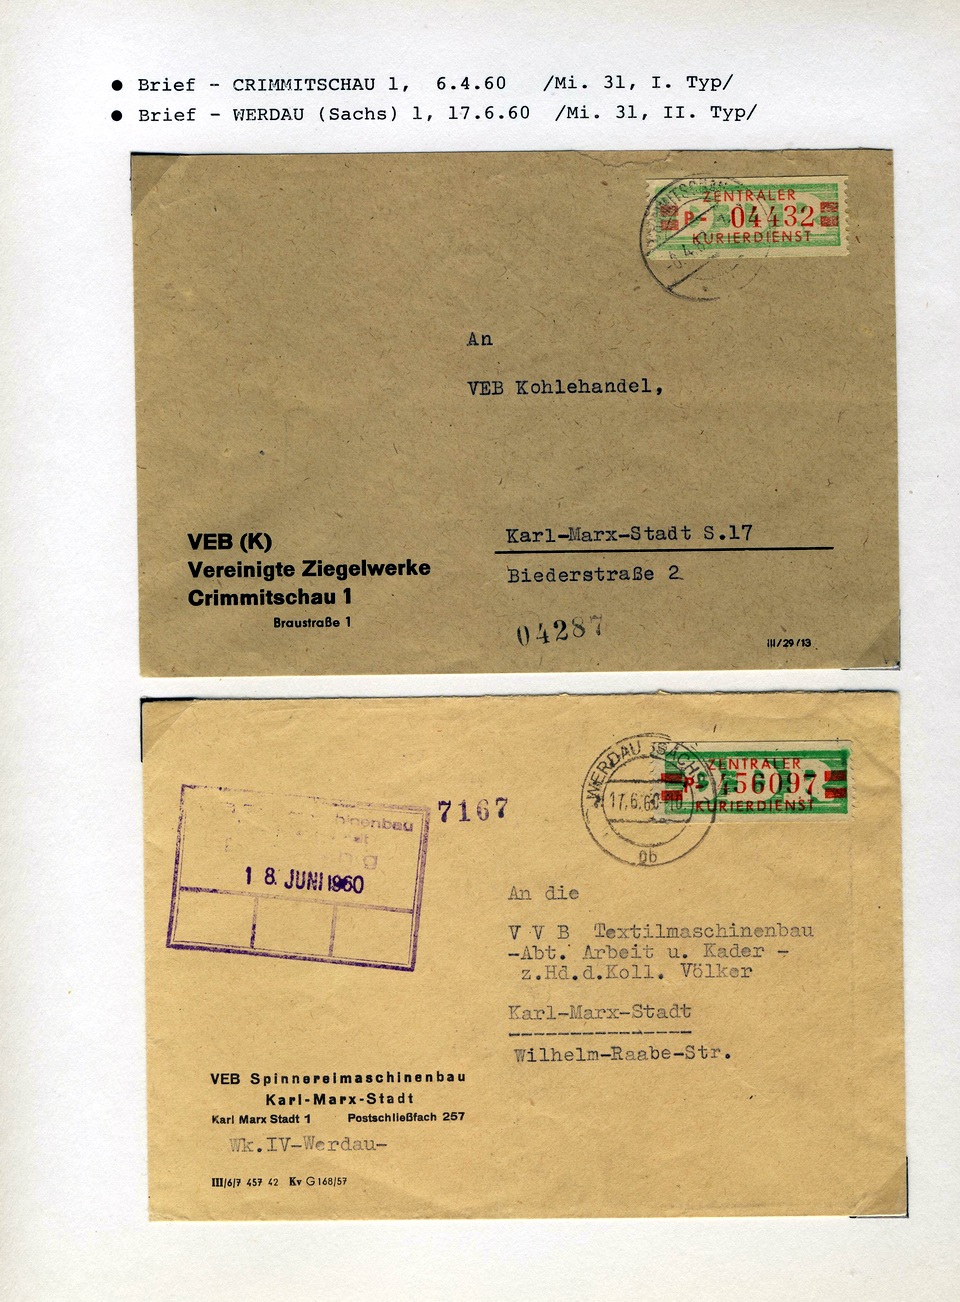 ● Brief - CRIMMITSCHAU 1, 6.4.60 /Mi. 31, I. Typ/
● Brief - WERDAU (Sachs) 1, 17.6.60 /Mi. 31, II. Typ/
ZENTRALER
P- 04432
KURIERDIENST
An
VEB Kohlehandel,
Karl-Marx-Stadt S.17
Biederstraße 2
VEB (K)
Vereinigte Ziegelwerke
Crimmitschau 1
Braustraße 1
04287
III/29/13
WERDAU (SACHS)
17.6.60-10
ZENTRALER
P- 456097
KURIERDIENST
7167
18. JUNI 1960
An die
V V B Textilmaschinenbau
-Abt. Arbeit u. Kader -
z.Hd.d.Koll. Völker
Karl-Marx-Stadt
Wilhelm-Raabe-Str.
VEB Spinnereimaschinenbau
Karl-Marx-Stadt
Karl Marx Stadt 1 Postschließfach 257
Wk.IV-Werdau-
III/6/7 457 42 Kv G 168/57